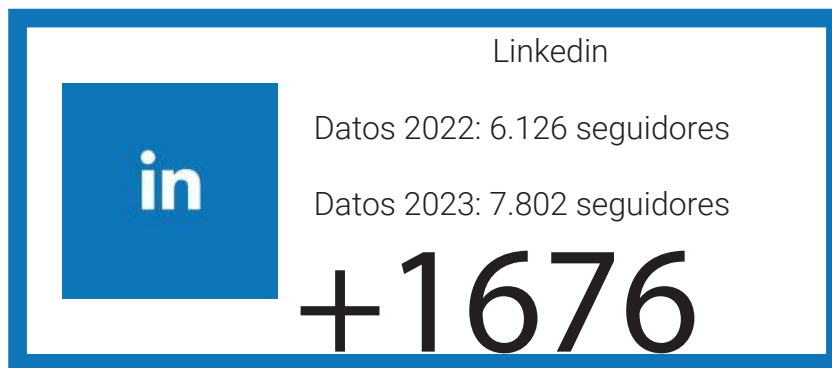 Linkedin
in
Datos 2022: 6.126 seguidores
Datos 2023: 7.802 seguidores
+1676